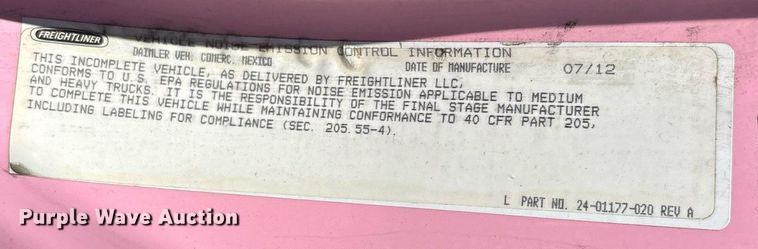 FREIGHTLINER
VEHICLE NOISE EMISSION CONTROL INFORMATION
DAIMLER VEH. COMERC. MEXICO DATE OF MANUFACTURE 07/12
THIS INCOMPLETE VEHICLE, AS DELIVERED BY FREIGHTLINER LLC,
CONFORMS TO U.S. EPA REGULATIONS FOR NOISE EMISSION APPLICABLE TO MEDIUM
AND HEAVY TRUCKS. IT IS THE RESPONSIBILITY OF THE FINAL STAGE MANUFACTURER
TO COMPLETE THIS VEHICLE WHILE MAINTAINING CONFORMANCE TO 40 CFR PART 205,
INCLUDING LABELING FOR COMPLIANCE (SEC. 205.55-4).
L PART NO. 24-01177-020 REV A
Purple Wave Auction